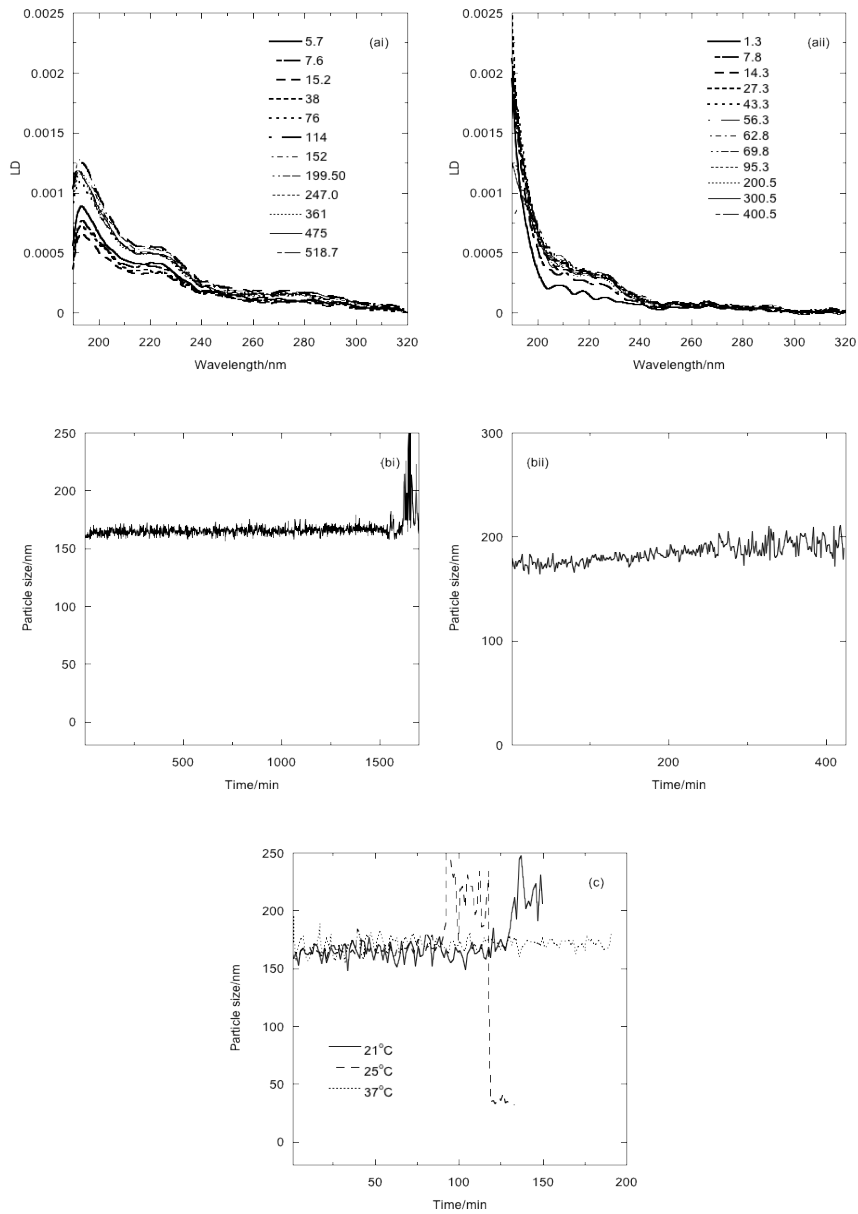 0.0025
0.002
0.0015
0.001
0.0005
0
LD
200 220 240 260 280 300 320
Wavelength/nm
(ai)
5.7
7.6
15.2
38
76
114
152
199.50
247.0
361
475
518.7
0.0025
0.002
0.0015
0.001
0.0005
0
LD
200 220 240 260 280 300 320
Wavelength/nm
(aii)
1.3
7.8
14.3
27.3
43.3
56.3
62.8
69.8
95.3
200.5
300.5
400.5
250
200
150
100
50
0
Particle size/nm
500 1000 1500
Time/min
(bi)
300
200
100
0
Particle size/nm
200 400
Time/min
(bii)
250
200
150
100
50
0
Particle size/nm
50 100 150 200
Time/min
(c)
21°C
25°C
37°C